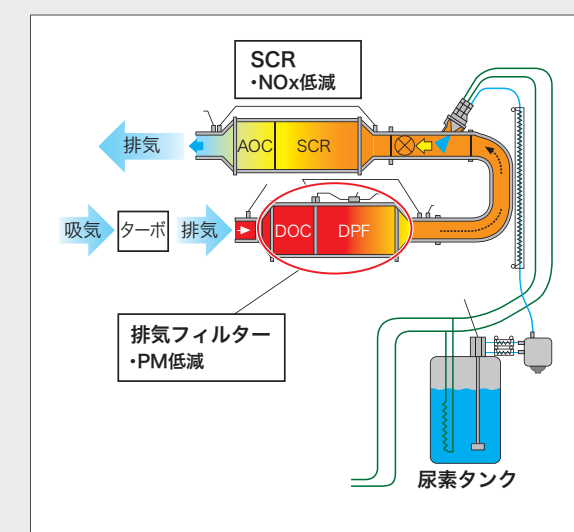 SCR
・NOx低減
排気
AOC
SCR
吸気
ターボ
排気
DOC
DPF
排気フィルター
・PM低減
尿素タンク